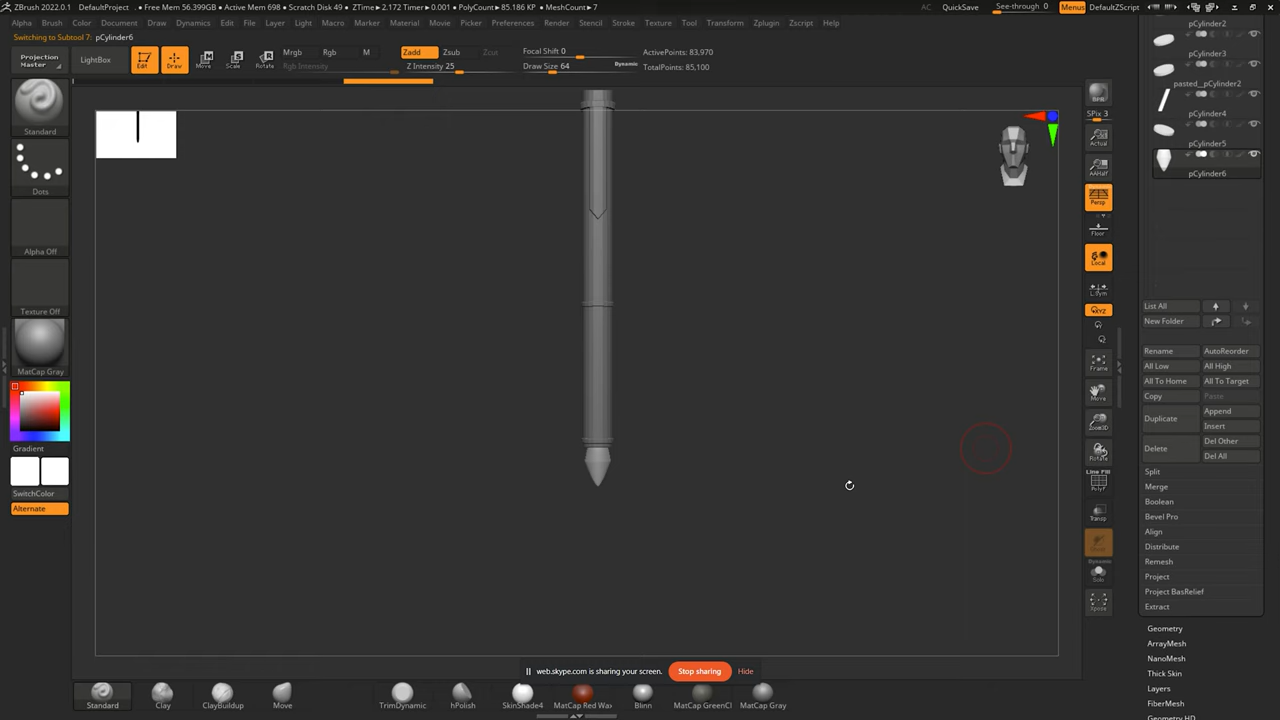 ZBrush 2022.0.1 DefaultProject • Free Mem 56.399GB • Active Mem 698 • Scratch Disk 49 • ZTime▸2.172 Timer▸0.001 • PolyCount▸85.186 KP • MeshCount▸7 AC QuickSave See-through 0 Menus DefaultZScript
Alpha Brush Color Document Draw Dynamics Edit File Layer Light Macro Marker Material Movie Picker Preferences Render Stencil Stroke Texture Tool Transform Zplugin Zscript Help
Switching to Subtool 7: pCylinder6
Projection
Master
LightBox
Edit
Draw
Move
Scale
Rotate
Mrgb Rgb M
Rgb Intensity
Zadd Zsub Zcut
Z Intensity 25
Focal Shift 0
Draw Size 64
Dynamic
ActivePoints: 83,970
TotalPoints: 85,100
Standard
Dots
Alpha Off
Texture Off
MatCap Gray
Gradient
SwitchColor
Alternate
BPR
SPix 3
Actual
AAHalf
Persp
Floor
Local
L.Sym
XYZ
Frame
Move
Zoom3D
Rotate
Line Fill
PolyF
Transp
Dynamic
Solo
Xpose
pCylinder2
pCylinder3
pasted__pCylinder2
pCylinder4
pCylinder5
pCylinder6
List All
New Folder
Rename AutoReorder
All Low All High
All To Home All To Target
Copy Paste
Duplicate
Append
Insert
Delete
Del Other
Del All
Split
Merge
Boolean
Bevel Pro
Align
Distribute
Remesh
Project
Project BasRelief
Extract
Geometry
ArrayMesh
NanoMesh
Thick Skin
Layers
FiberMesh
Geometry HD
web.skype.com is sharing your screen. Stop sharing Hide
Standard Clay ClayBuildup Move TrimDynamic hPolish SkinShade4 MatCap Red Wax Blinn MatCap GreenCl MatCap Gray